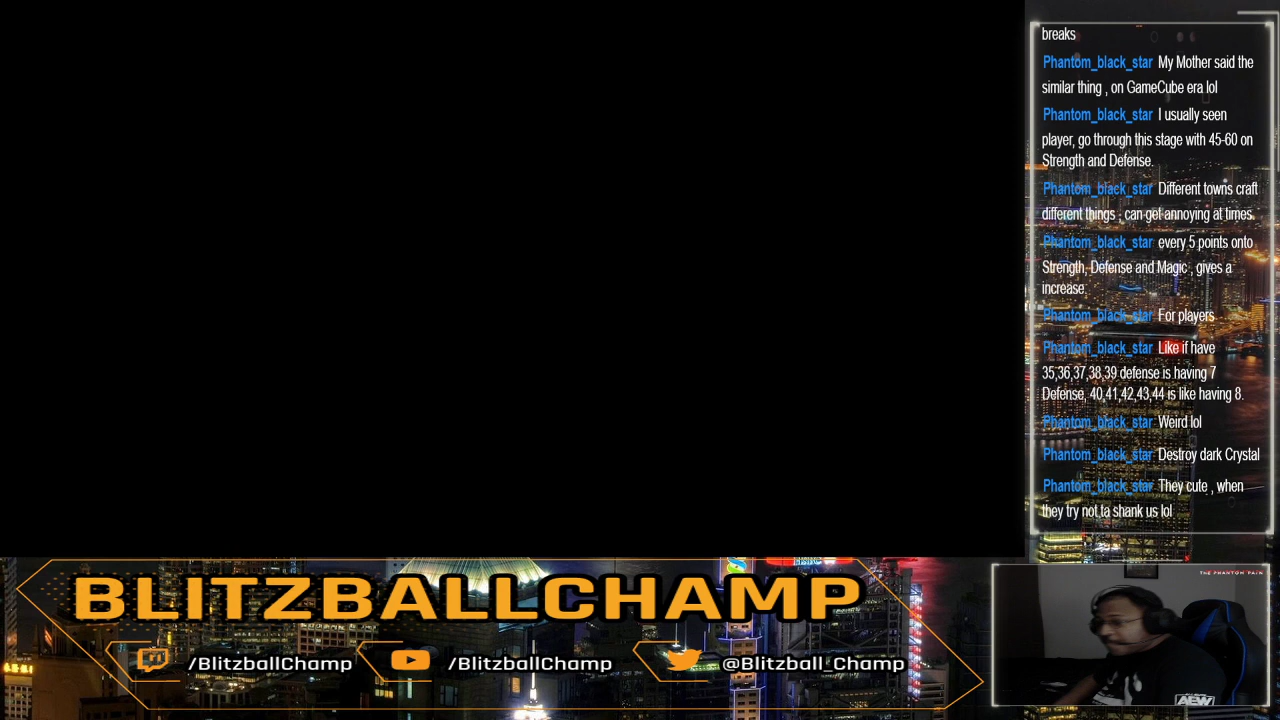 breaks
Phantom_black_star My Mother said the
similar thing , on GameCube era lol
Phantom_black_star I usually seen
player, go through this stage with 45-60 on
Strength and Defense.
Phantom_black_star Different towns craft
different things , can get annoying at times.
Phantom_black_star every 5 points onto
Strength, Defense and Magic , gives a
increase.
Phantom_black_star For players
Phantom_black_star Like if have
35,36,37,38,39 defense is having 7
Defense, 40,41,42,43,44 is like having 8.
Phantom_black_star Weird lol
Phantom_black_star Destroy dark Crystal
Phantom_black_star They cute , when
they try not ta shank us lol
BLITZBALLCHAMP
/BlitzballChamp
/BlitzballChamp
@Blitzball_Champ
THE PHANTOM PAIN
AEW